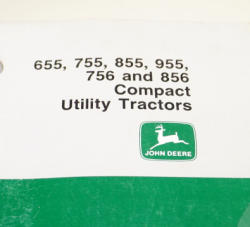 655, 755, 855, 955,
756 and 856
Compact
Utility Tractors
JOHN DEERE